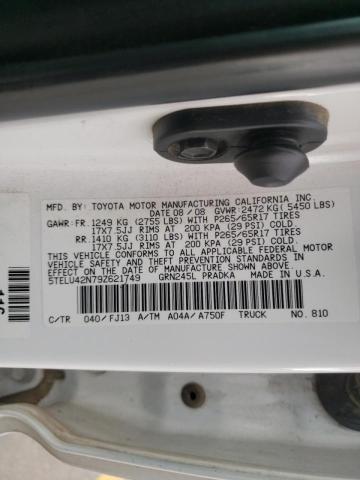 MFD. BY: TOYOTA MOTOR MANUFACTURING CALIFORNIA INC.
DATE 08/08 GVWR: 2472 KG ( 5450 LBS)
GAWR: FR. 1249 KG (2755 LBS) WITH P265/65R17 TIRES
17X7.5JJ RIMS AT 200 KPA (29 PSI) COLD.
RR. 1410 KG (3110 LBS) WITH P265/65R17 TIRES
17X7.5JJ RIMS AT 200 KPA (29 PSI) COLD.
THIS VEHICLE CONFORMS TO ALL APPLICABLE FEDERAL MOTOR
VEHICLE SAFETY STANDARDS IN EFFECT ON THE DATE OF
MANUFACTURE SHOWN ABOVE.
5TELU42N79Z621749 GRN245L PRADKA MADE IN U.S.A.
C/TR 040/FJ13 A/TM A04A/A750F TRUCK NO. 810